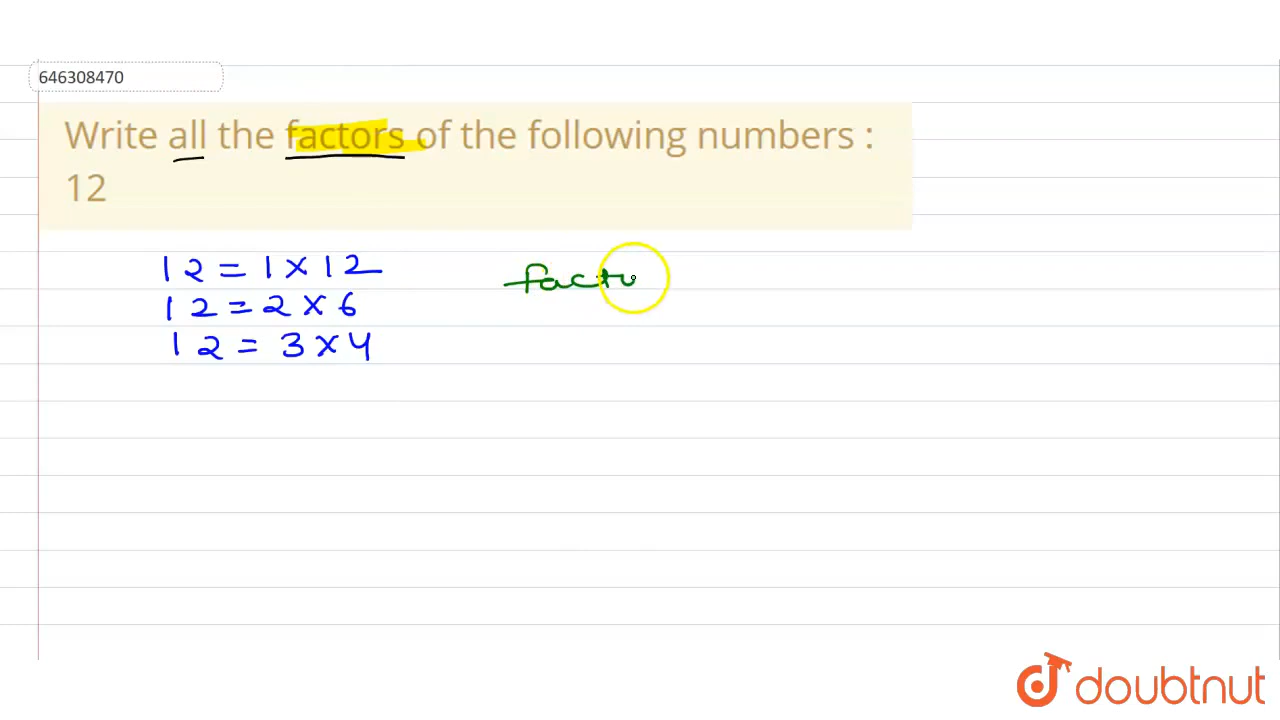 646308470
Write all the factors of the following numbers :
12
12 = 1 × 12
12 = 2 × 6
12 = 3 × 4
factu
doubtnut